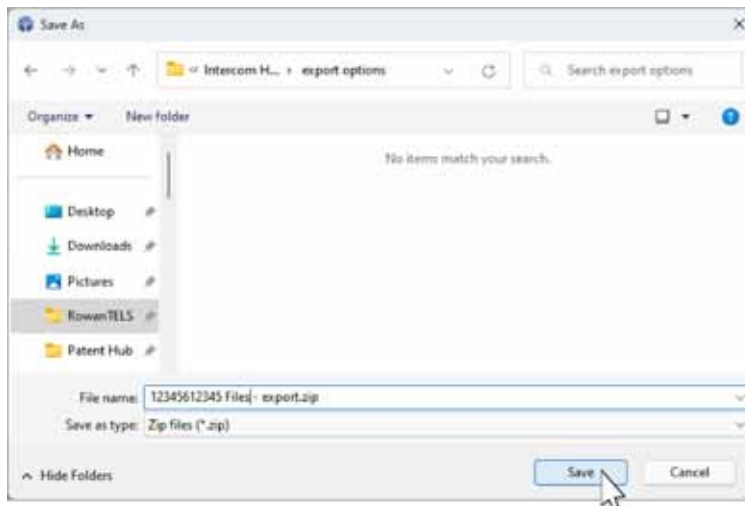 Save As
Intercom H... › export options
Search export options
Organize
New folder
Home
No items match your search.
Desktop
Downloads
Pictures
RowanTELS
Patent Hub
File name: 12345612345 Files - export.zip
Save as type: Zip files (*.zip)
Hide Folders
Save
Cancel